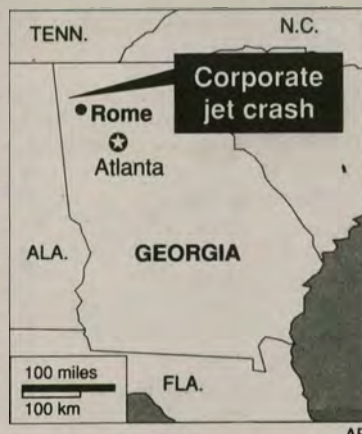 TENN.
N.C.
Corporate
jet crash
Rome
Atlanta
ALA.
GEORGIA
100 miles
100 km
FLA.
AP